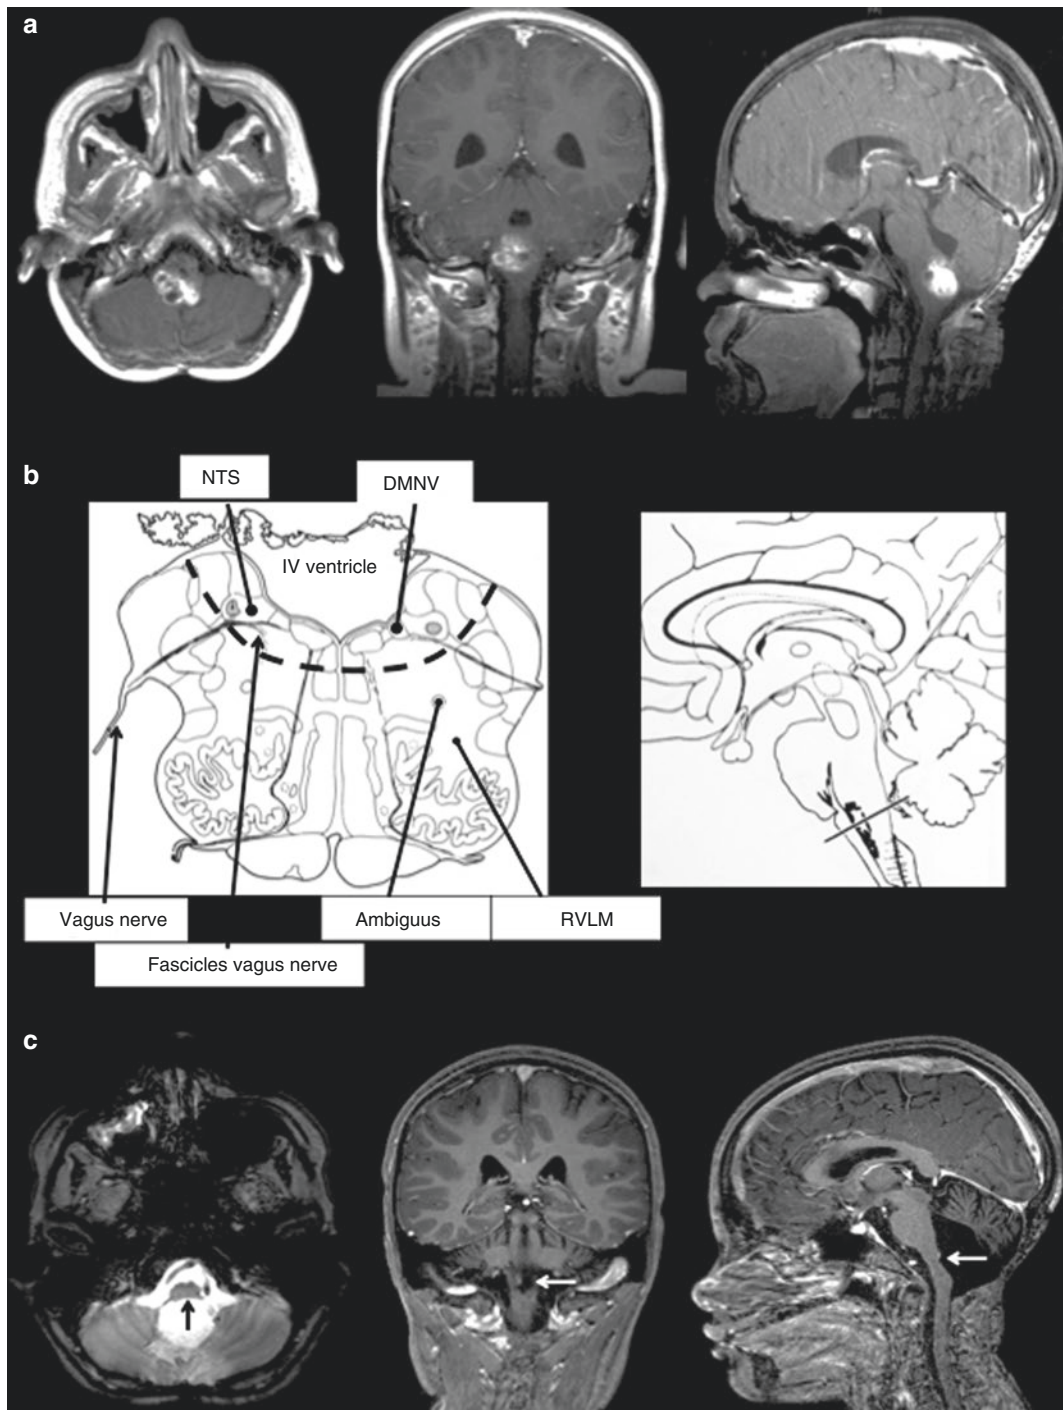 a
b
NTS
DMNV
IV ventricle
Vagus nerve
Ambiguus
RVLM
Fascicles vagus nerve
c